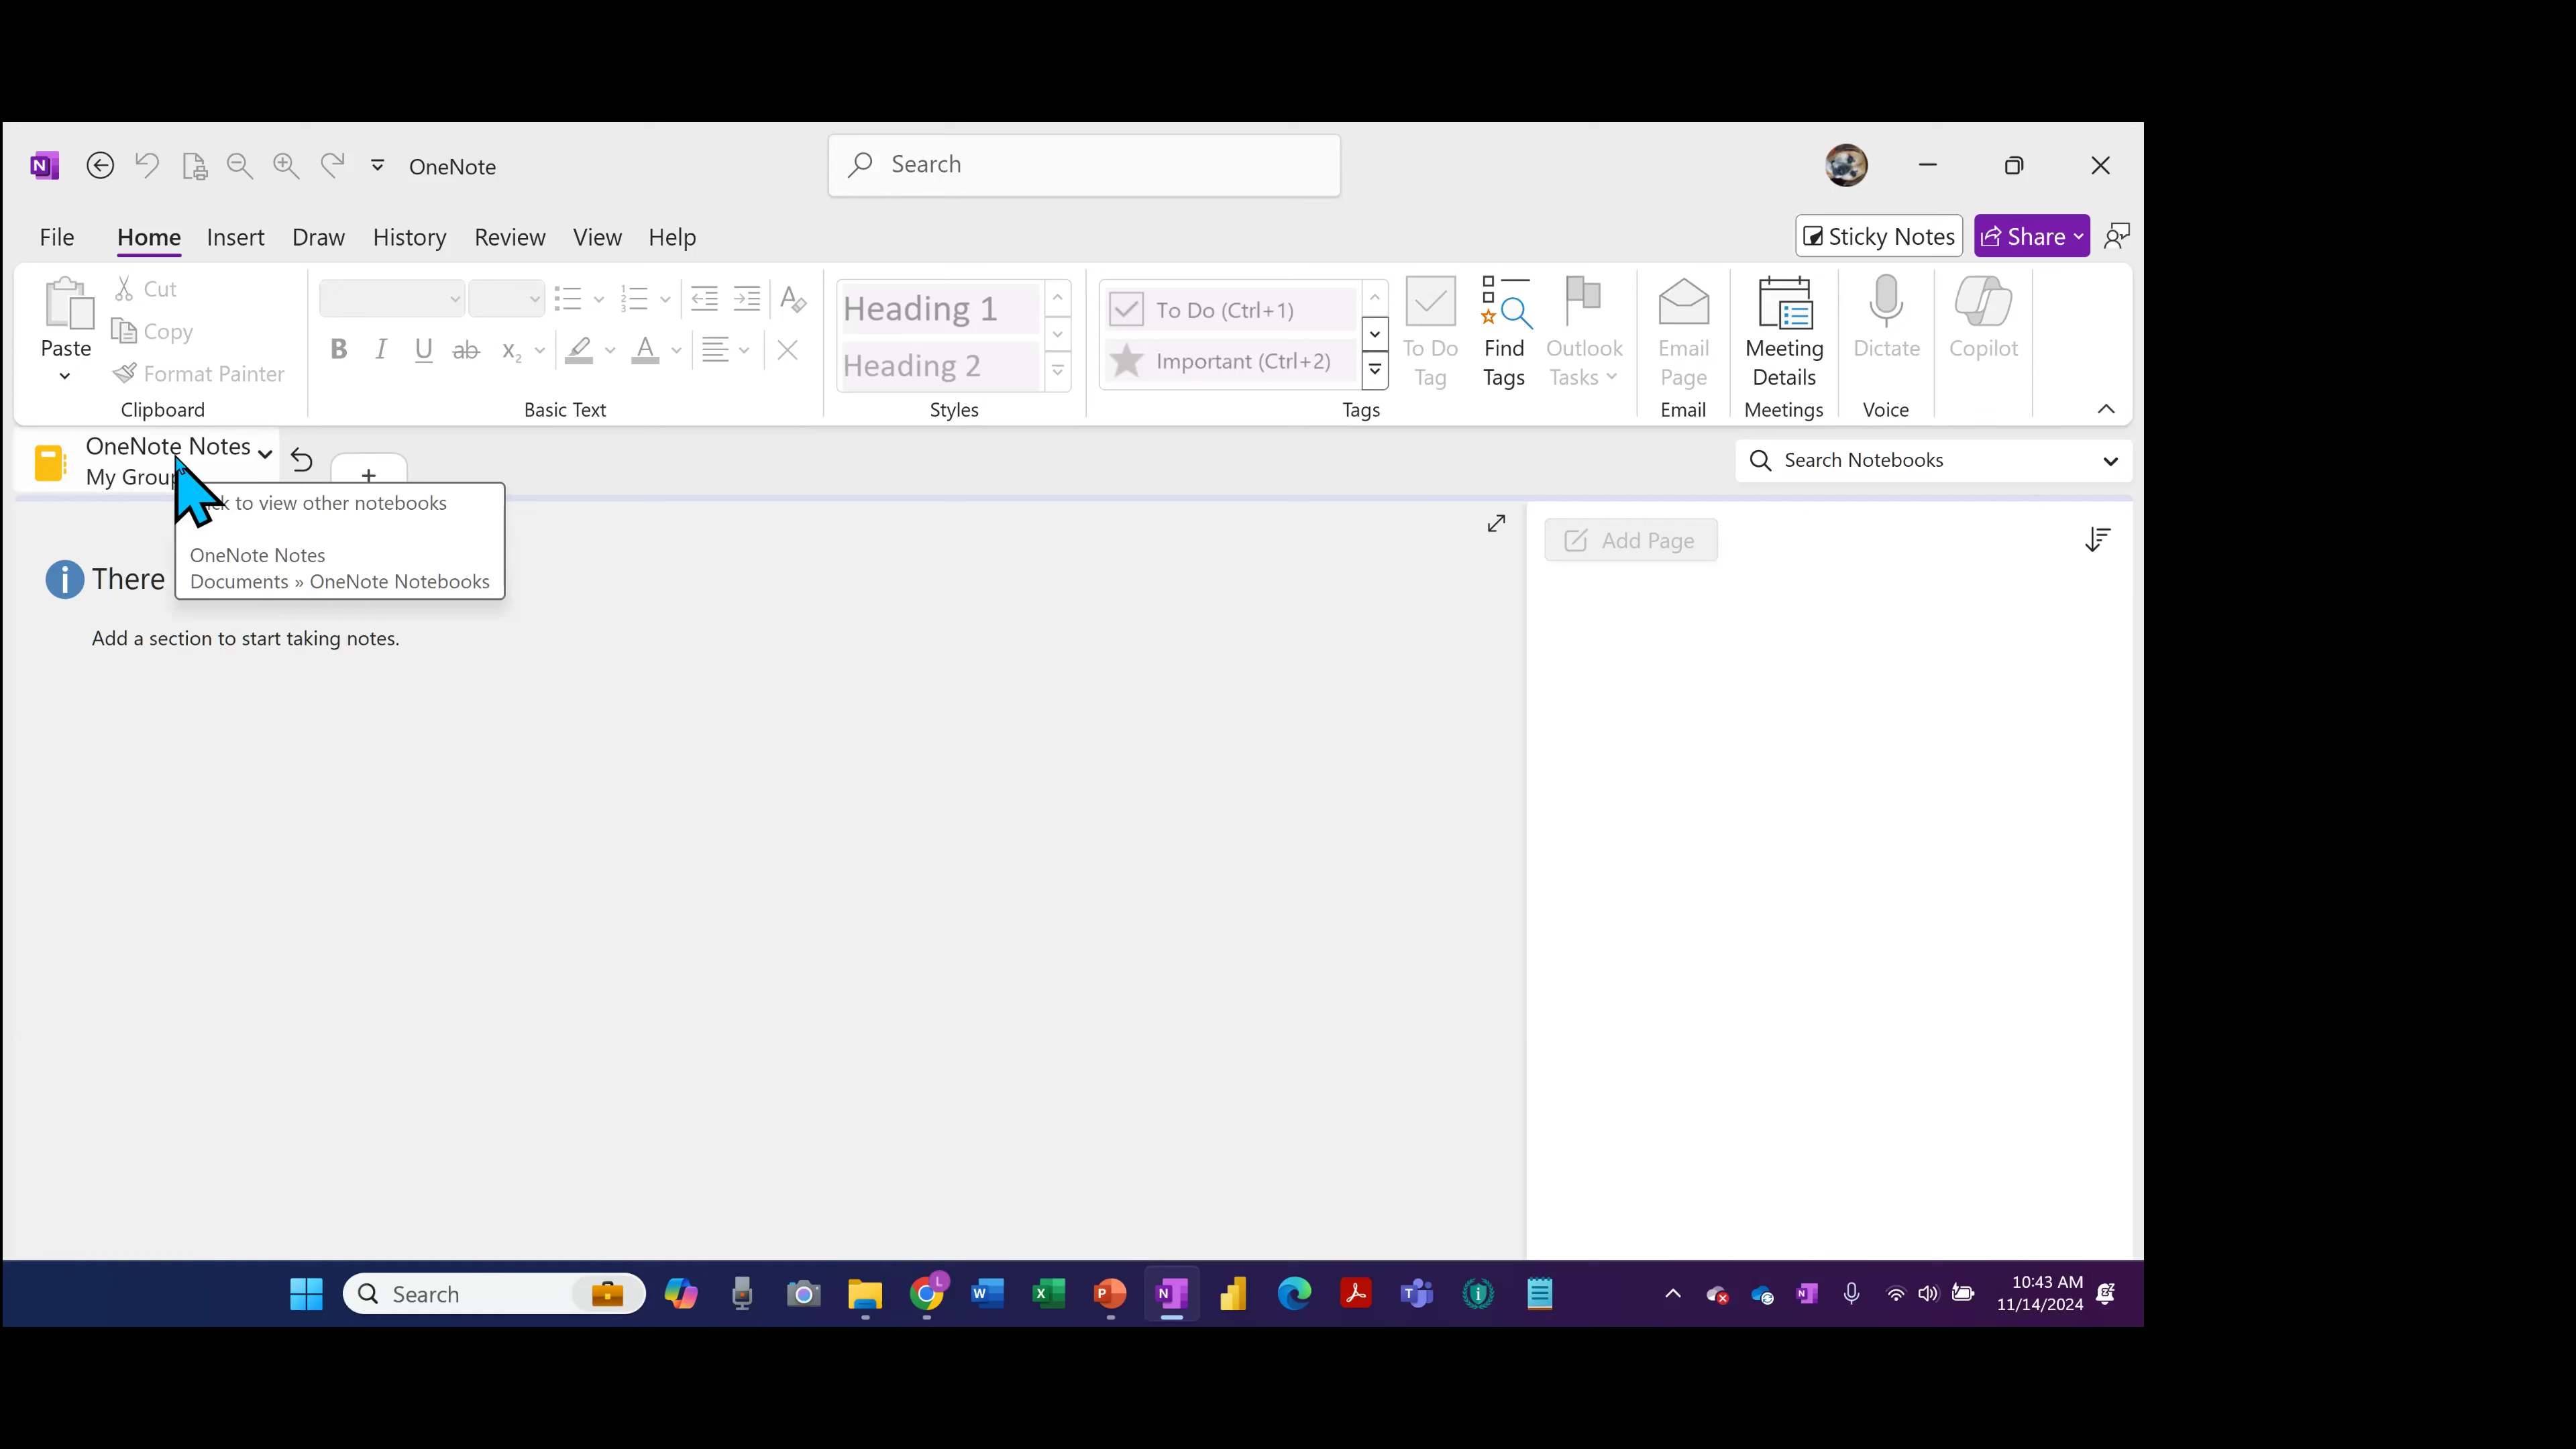 OneNote
Search
File Home Insert Draw History Review View Help
Sticky Notes Share
Paste
Cut
Copy
Format Painter
Clipboard
B I U ab x₂ A
Basic Text
Heading 1
Heading 2
Styles
To Do (Ctrl+1)
Important (Ctrl+2)
Tags
To Do
Tag
Find
Tags
Outlook
Tasks
Email
Page
Email
Meeting
Details
Meetings
Dictate
Voice
Copilot
OneNote Notes
My Group
+
Search Notebooks
to view other notebooks
OneNote Notes
Documents » OneNote Notebooks
There
Add a section to start taking notes.
Add Page
Search
10:43 AM
11/14/2024